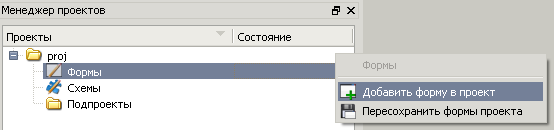 Менеджер проектов
Проекты Состояние
proj
Формы
Схемы
Подпроекты
Формы
Добавить форму в проект
Пересохранить формы проекта